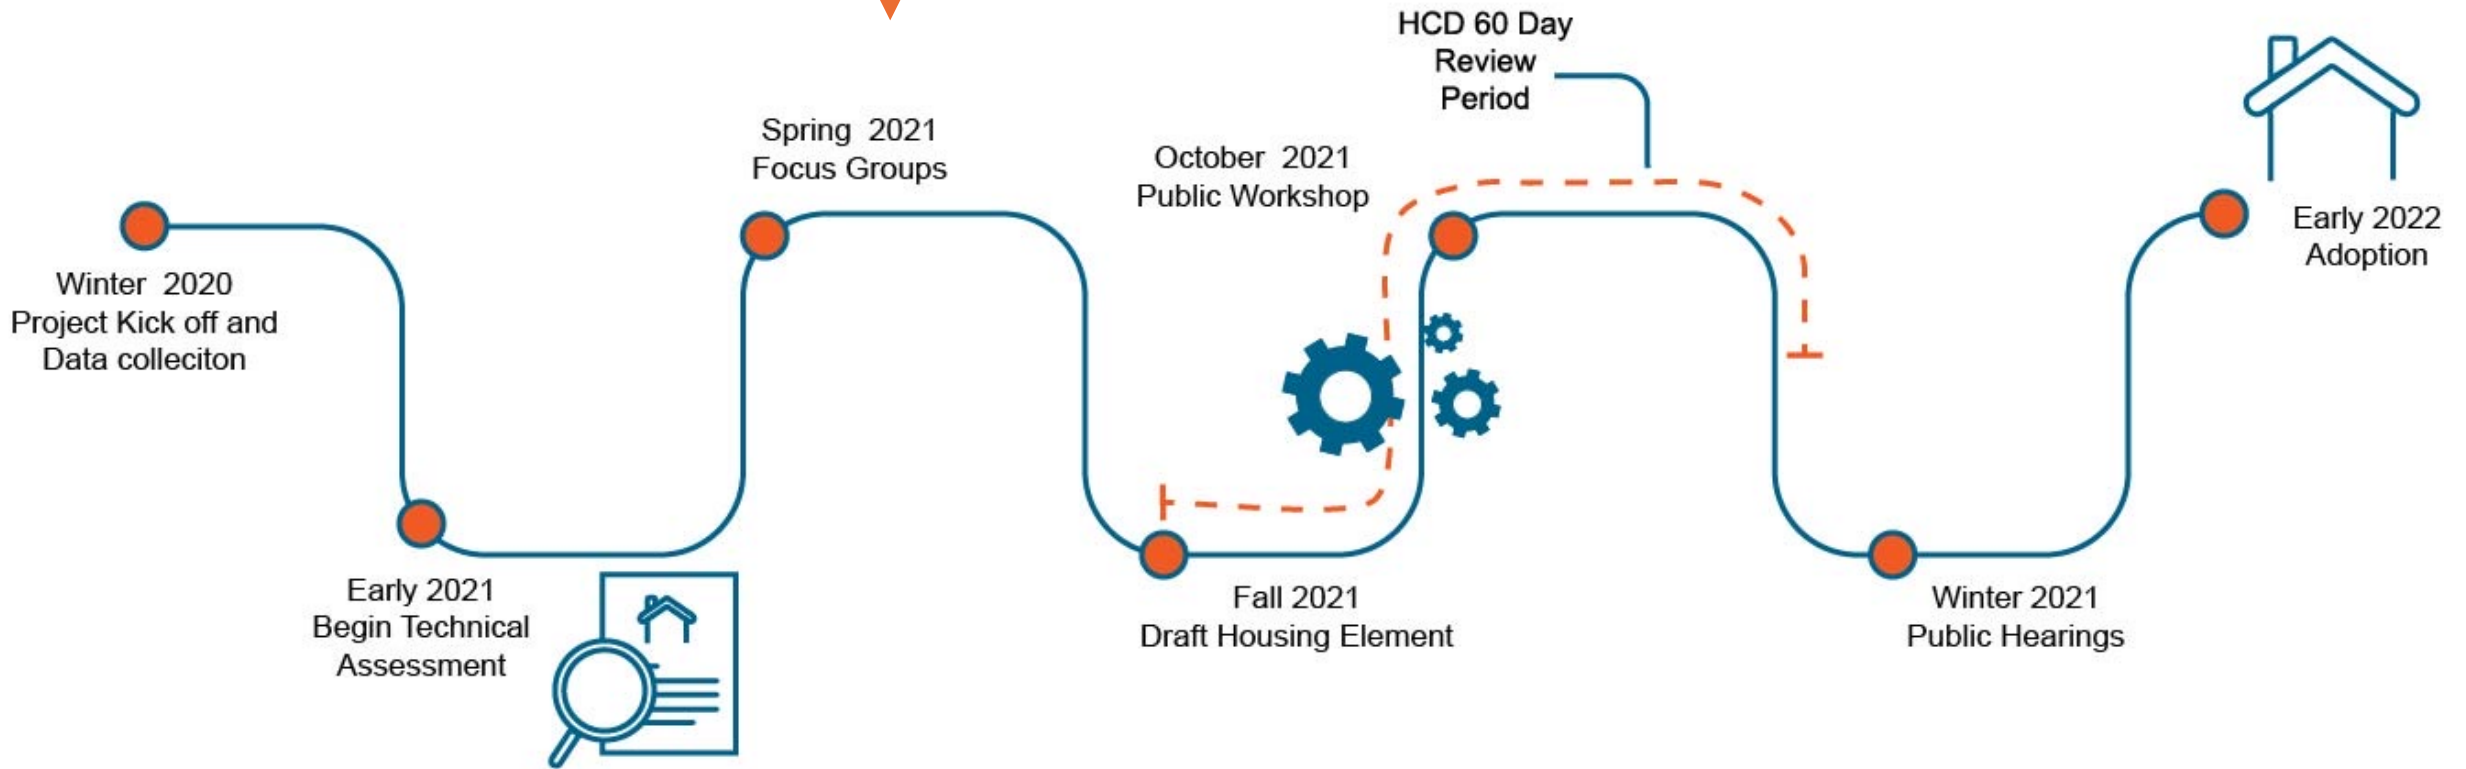 Winter 2020
Project Kick off and
Data colleciton
Early 2021
Begin Technical
Assessment
Spring 2021
Focus Groups
Fall 2021
Draft Housing Element
October 2021
Public Workshop
HCD 60 Day
Review
Period
Winter 2021
Public Hearings
Early 2022
Adoption